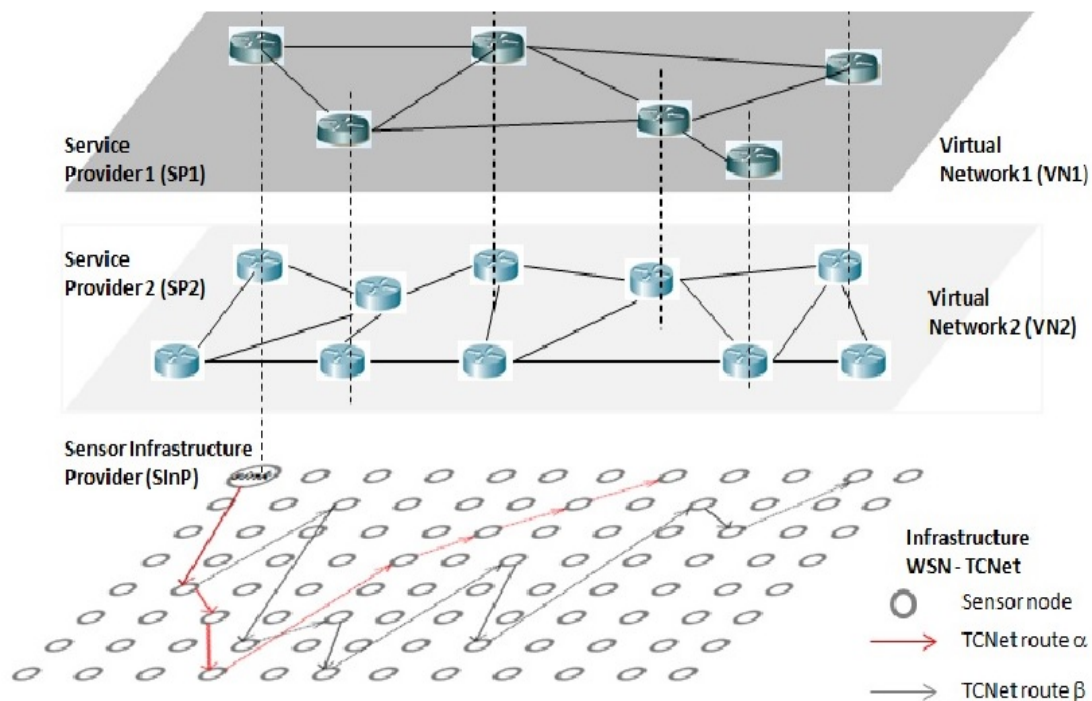 Service
Provider 1 (SP1)
Virtual
Network1 (VN1)
Service
Provider 2 (SP2)
Virtual
Network2 (VN2)
Sensor Infrastructure
Provider (SInP)
Infrastructure
WSN - TCNet
Sensor node
TCNet route α
TCNet route β